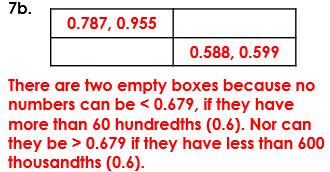 7b.
0.787, 0.955
0.588, 0.599
There are two empty boxes because no
numbers can be < 0.679, if they have
more than 60 hundredths (0.6). Nor can
they be > 0.679 if they have less than 600
thousandths (0.6).